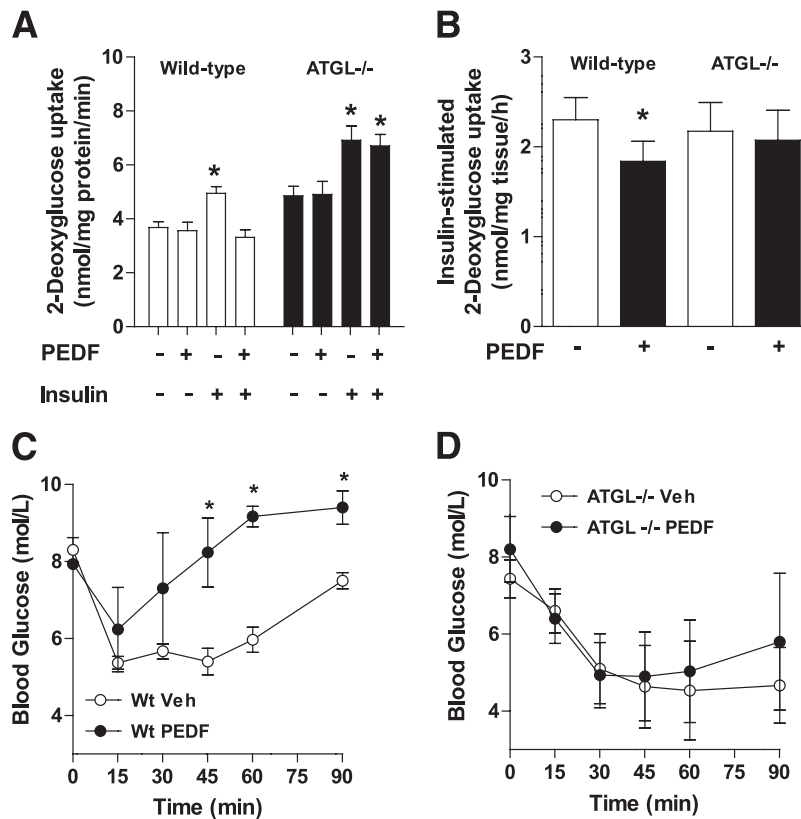 A
2-Deoxyglucose uptake
(nmol/mg protein/min)
10
8
6
4
2
0
Wild-type
ATGL-/-
*
*
*
PEDF - + - + - + - +
Insulin - - + + - - + +
B
Insulin-stimulated
2-Deoxyglucose uptake
(nmol/mg tissue/h)
3
2
1
0
Wild-type
ATGL-/-
*
PEDF - + - +
C
Blood Glucose (mol/L)
10
8
6
4
* * *
Wt Veh
Wt PEDF
0 15 30 45 60 75 90
Time (min)
D
Blood Glucose (mol/L)
10
8
6
4
ATGL-/- Veh
ATGL -/- PEDF
0 15 30 45 60 75 90
Time (min)